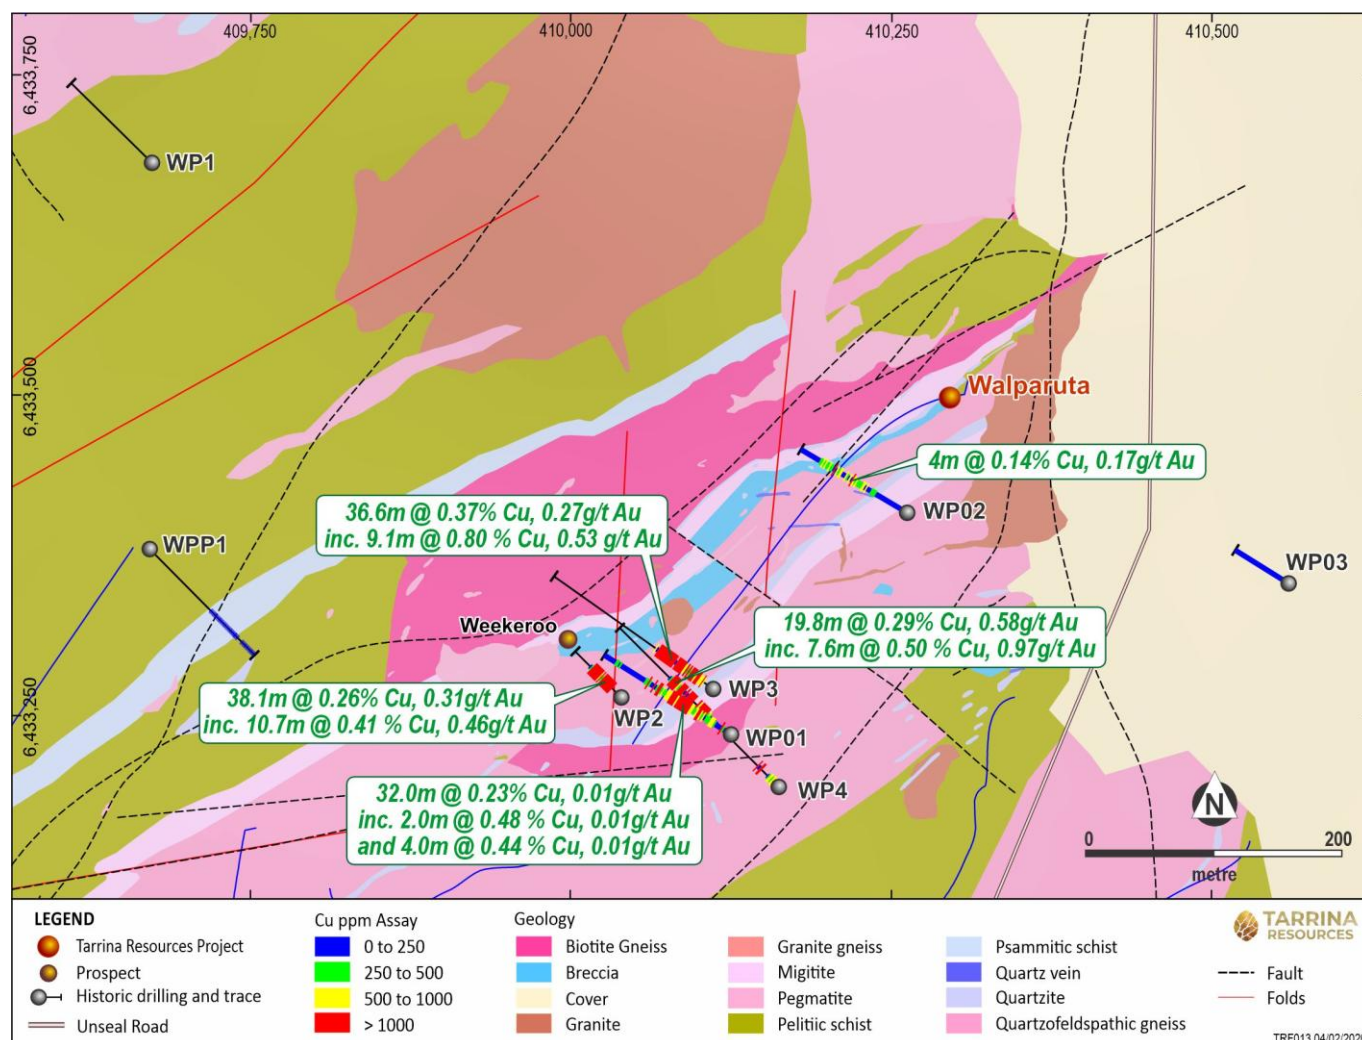 409,750
410,000
410,250
410,500
6,433,750
6,433,500
6,433,250
WP1
Walparuta
4m @ 0.14% Cu, 0.17g/t Au
WP02
36.6m @ 0.37% Cu, 0.27g/t Au
inc. 9.1m @ 0.80 % Cu, 0.53 g/t Au
WPP1
WP03
Weekeroo
19.8m @ 0.29% Cu, 0.58g/t Au
inc. 7.6m @ 0.50 % Cu, 0.97g/t Au
WP3
38.1m @ 0.26% Cu, 0.31g/t Au
inc. 10.7m @ 0.41 % Cu, 0.46g/t Au
WP2
WP01
WP4
32.0m @ 0.23% Cu, 0.01g/t Au
inc. 2.0m @ 0.48 % Cu, 0.01g/t Au
and 4.0m @ 0.44 % Cu, 0.01g/t Au
N
0
200
metre
LEGEND
Tarrina Resources Project
Prospect
Historic drilling and trace
Unseal Road
Cu ppm Assay
0 to 250
250 to 500
500 to 1000
> 1000
Geology
Biotite Gneiss
Breccia
Cover
Granite
Granite gneiss
Migitite
Pegmatite
Pelitic schist
Psammitic schist
Quartz vein
Quartzite
Quartzofeldspathic gneiss
TARRINA
RESOURCES
Fault
Folds